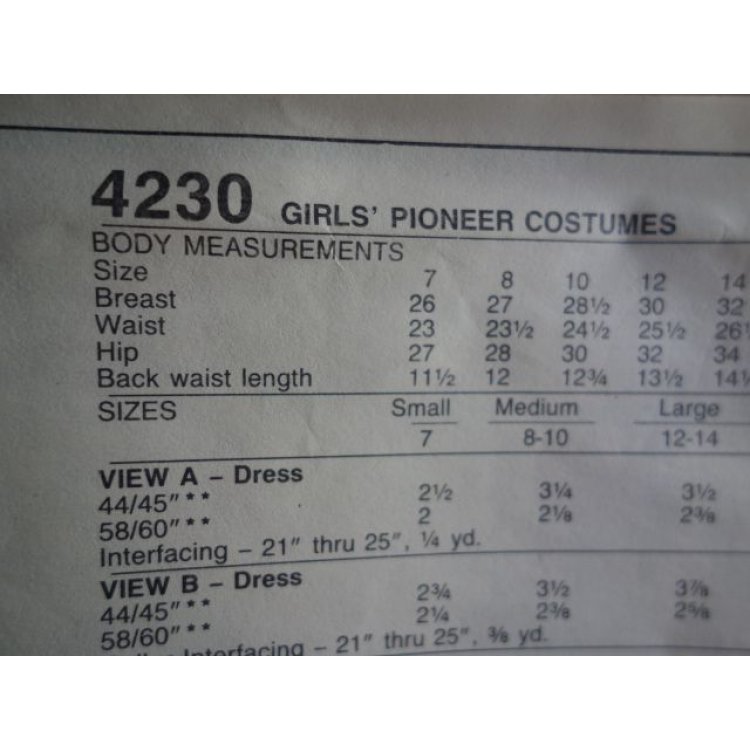 4230 GIRLS' PIONEER COSTUMES
BODY MEASUREMENTS
Size 7 8 10 12 14
Breast 26 27 28½ 30 32
Waist 23 23½ 24½ 25½ 26
Hip 27 28 30 32 34
Back waist length 11½ 12 12¾ 13½ 14
SIZES Small Medium Large
7 8-10 12-14
VIEW A – Dress
44/45"** 2½ 3¼ 3½
58/60"** 2 2⅛ 2⅜
Interfacing – 21" thru 25", ¼ yd.
VIEW B – Dress
44/45"** 2¾ 3½ 3⅞
58/60"** 2¼ 2⅜ 2⅝
Interfacing – 21" thru 25", ⅜ yd.